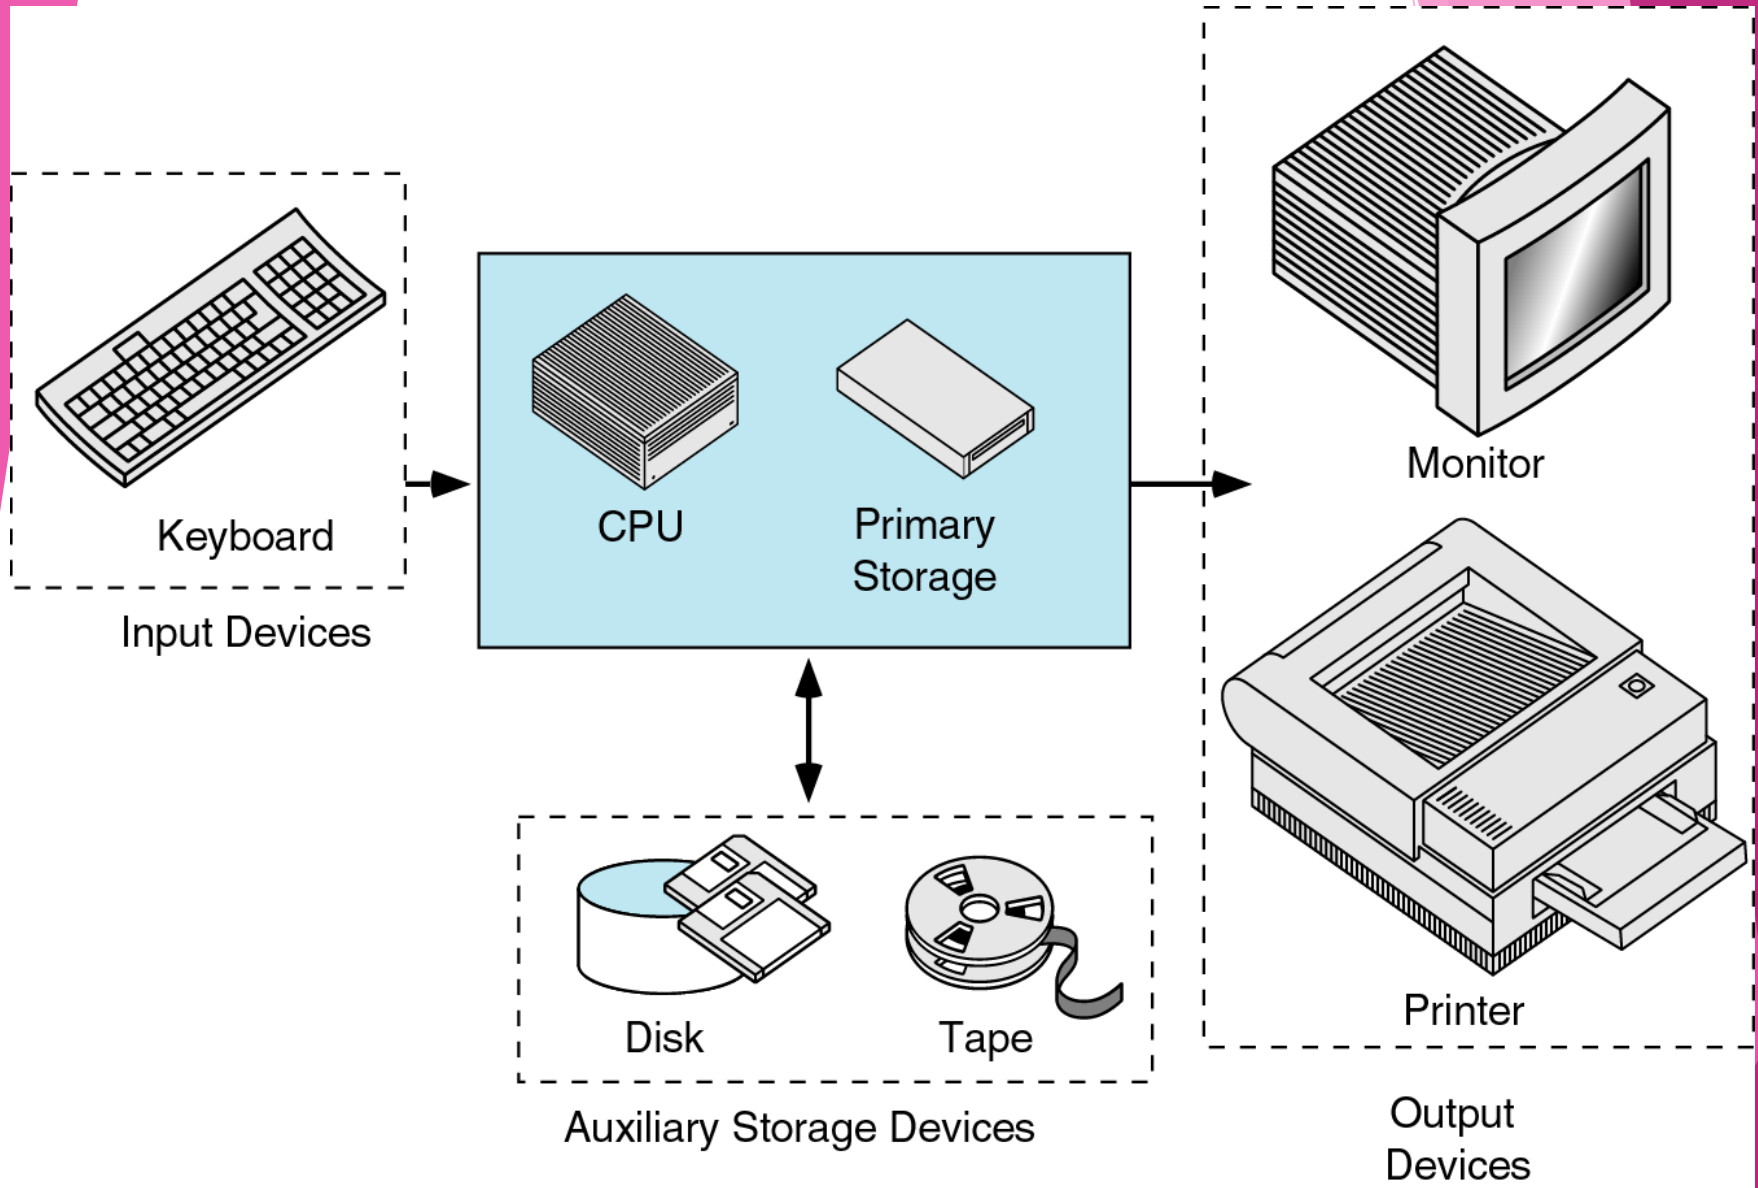 Keyboard
Input Devices
CPU
Primary
Storage
Monitor
Printer
Output
Devices
Disk
Tape
Auxiliary Storage Devices